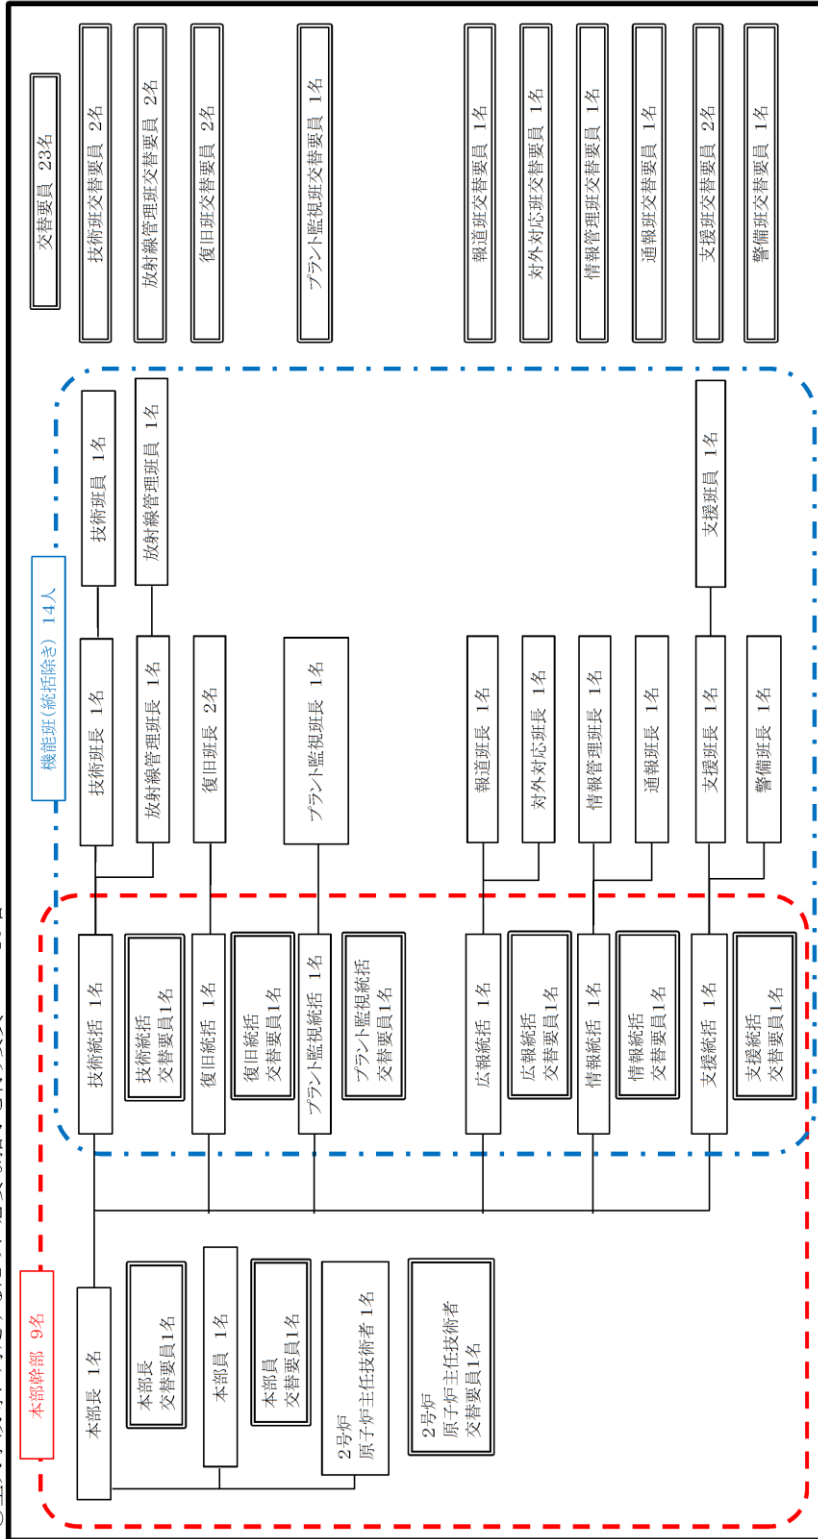 本部幹部 9名
本部長 1名
本部長
交替要員1名
本部員 1名
本部員
交替要員1名
2号炉
原子炉主任技術者 1名
2号炉
原子炉主任技術者
交替要員1名
技術統括 1名
技術統括
交替要員1名
復旧統括 1名
復旧統括
交替要員1名
プラント監視統括 1名
プラント監視統括
交替要員1名
広報統括 1名
広報統括
交替要員1名
情報統括 1名
情報統括
交替要員1名
支援統括 1名
支援統括
交替要員1名
機能班(統括除き) 14人
技術班長 1名
放射線管理班長 1名
復旧班長 2名
プラント監視班長 1名
報道班長 1名
対外対応班長 1名
情報管理班長 1名
通報班長 1名
支援班長 1名
警備班長 1名
技術班員 1名
放射線管理班員 1名
支援班員 1名
交替要員 23名
技術班交替要員 2名
放射線管理班交替要員 2名
復旧班交替要員 2名
プラント監視班交替要員 1名
報道班交替要員 1名
対外対応班交替要員 1名
情報管理班交替要員 1名
通報班交替要員 1名
支援班交替要員 2名
警備班交替要員 1名